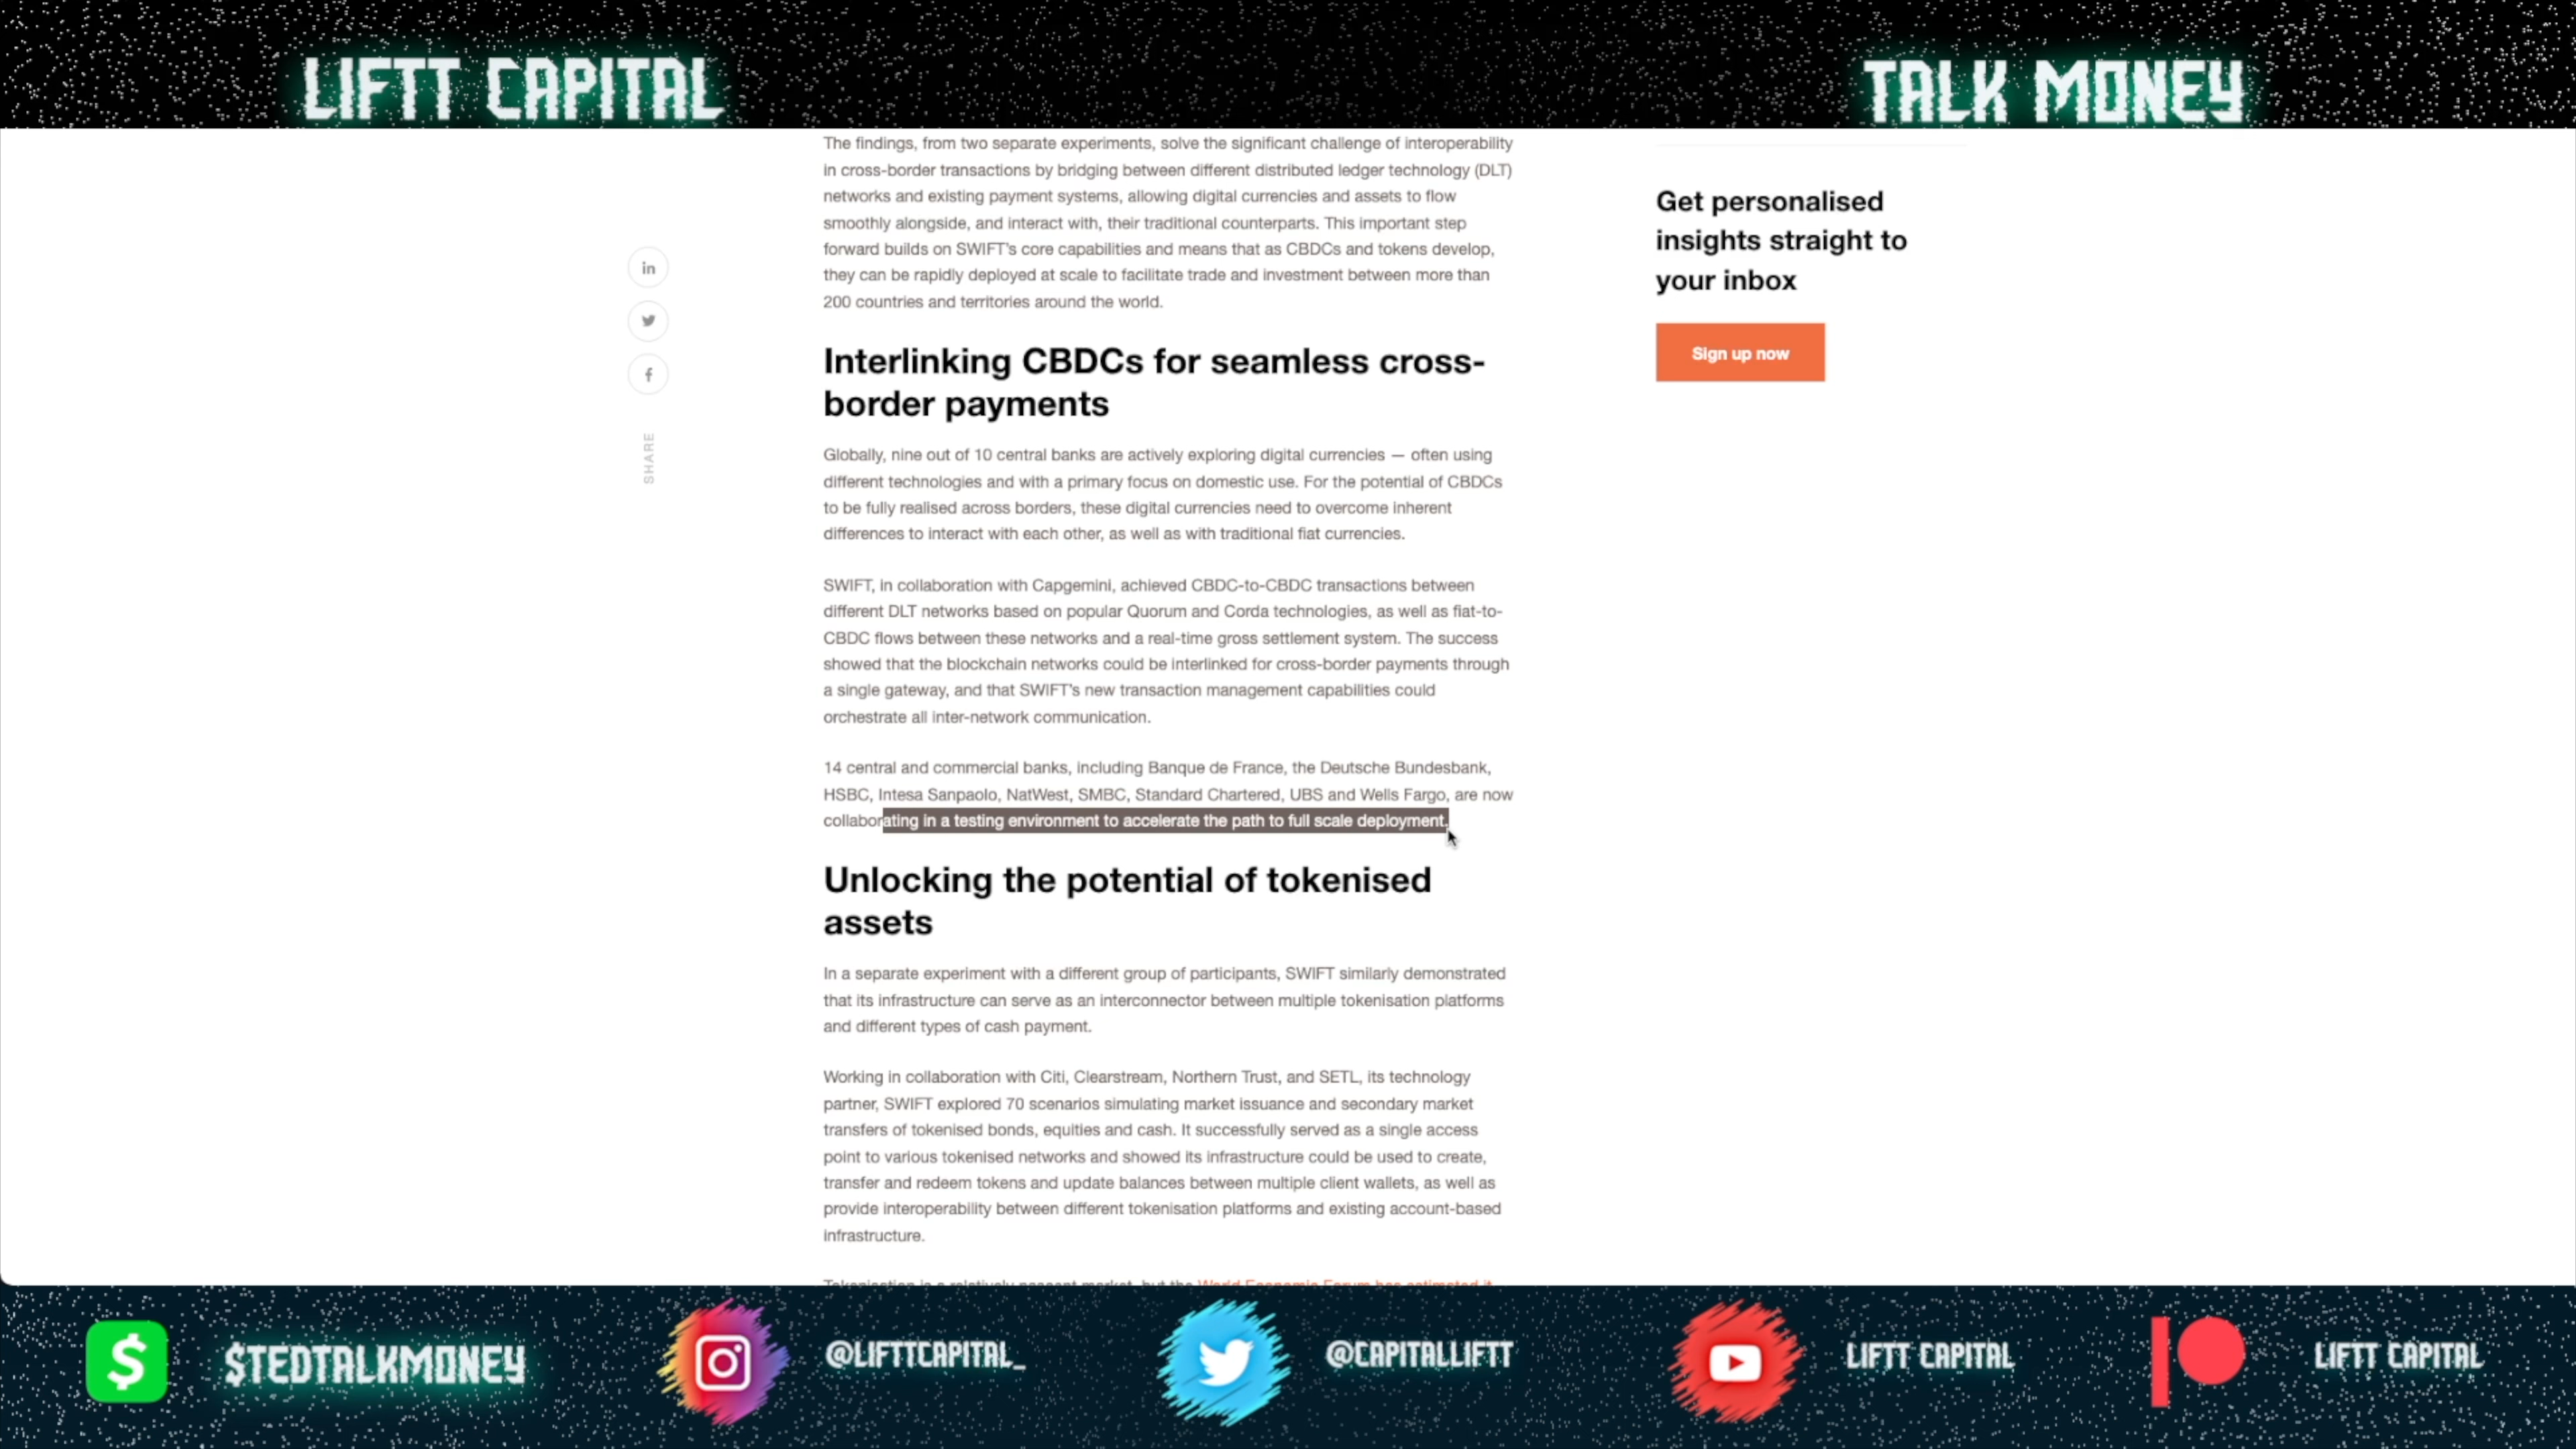 LIFTT CAPITAL
TALK MONEY
The findings, from two separate experiments, solve the significant challenge of interoperability
in cross-border transactions by bridging between different distributed ledger technology (DLT)
networks and existing payment systems, allowing digital currencies and assets to flow
smoothly alongside, and interact with, their traditional counterparts. This important step
forward builds on SWIFT's core capabilities and means that as CBDCs and tokens develop,
they can be rapidly deployed at scale to facilitate trade and investment between more than
200 countries and territories around the world.
in
f
SHARE
Interlinking CBDCs for seamless cross-
border payments
Globally, nine out of 10 central banks are actively exploring digital currencies — often using
different technologies and with a primary focus on domestic use. For the potential of CBDCs
to be fully realised across borders, these digital currencies need to overcome inherent
differences to interact with each other, as well as with traditional fiat currencies.
SWIFT, in collaboration with Capgemini, achieved CBDC-to-CBDC transactions between
different DLT networks based on popular Quorum and Corda technologies, as well as fiat-to-
CBDC flows between these networks and a real-time gross settlement system. The success
showed that the blockchain networks could be interlinked for cross-border payments through
a single gateway, and that SWIFT's new transaction management capabilities could
orchestrate all inter-network communication.
14 central and commercial banks, including Banque de France, the Deutsche Bundesbank,
HSBC, Intesa Sanpaolo, NatWest, SMBC, Standard Chartered, UBS and Wells Fargo, are now
collaborating in a testing environment to accelerate the path to full scale deployment.
Unlocking the potential of tokenised
assets
In a separate experiment with a different group of participants, SWIFT similarly demonstrated
that its infrastructure can serve as an interconnector between multiple tokenisation platforms
and different types of cash payment.
Working in collaboration with Citi, Clearstream, Northern Trust, and SETL, its technology
partner, SWIFT explored 70 scenarios simulating market issuance and secondary market
transfers of tokenised bonds, equities and cash. It successfully served as a single access
point to various tokenised networks and showed its infrastructure could be used to create,
transfer and redeem tokens and update balances between multiple client wallets, as well as
provide interoperability between different tokenisation platforms and existing account-based
infrastructure.
Tokenisation is a relatively nascent market, but the World Economic Forum has estimated it
Get personalised
insights straight to
your inbox
Sign up now
$
$TEDTALKMONEY
@LIFTTCAPITAL_
@CAPITALLIFTT
LIFTT CAPITAL
LIFTT CAPITAL